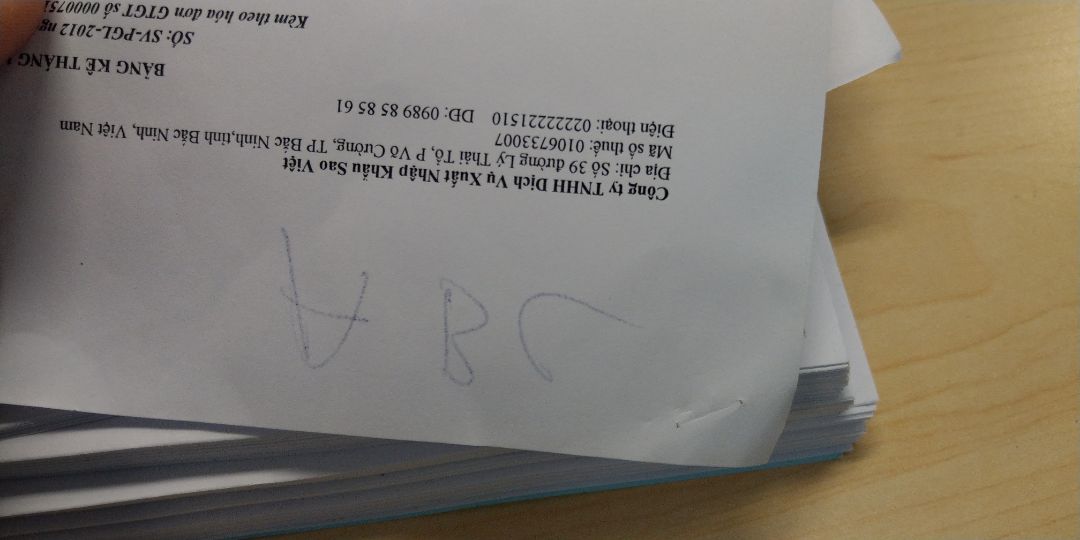 Công ty TNHH Dịch Vụ Xuất Nhập Khẩu Sao Việt
Địa chỉ: Số 39 đường Lý Thái Tổ, P Võ Cường, TP Bắc Ninh,tỉnh Bắc Ninh, Việt Nam
Mã số thuế: 0106733007
Điện thoại: 02222221510 DĐ: 0989 85 85 61
BẢNG KÊ THÁNG
SỐ: SV-PGL-2012
Kèm theo hóa đơn GTGT số 0000751